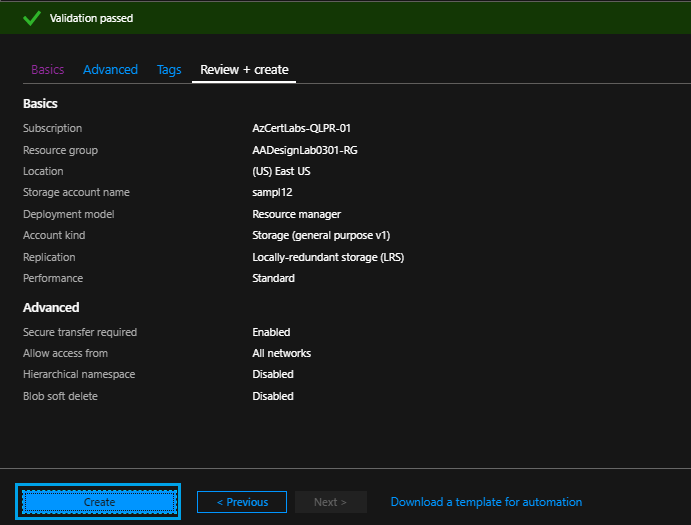 Validation passed
Basics Advanced Tags Review + create
Basics
Subscription AzCertLabs-QLPR-01
Resource group AADesignLab0301-RG
Location (US) East US
Storage account name sampl12
Deployment model Resource manager
Account kind Storage (general purpose v1)
Replication Locally-redundant storage (LRS)
Performance Standard
Advanced
Secure transfer required Enabled
Allow access from All networks
Hierarchical namespace Disabled
Blob soft delete Disabled
Create < Previous Next > Download a template for automation